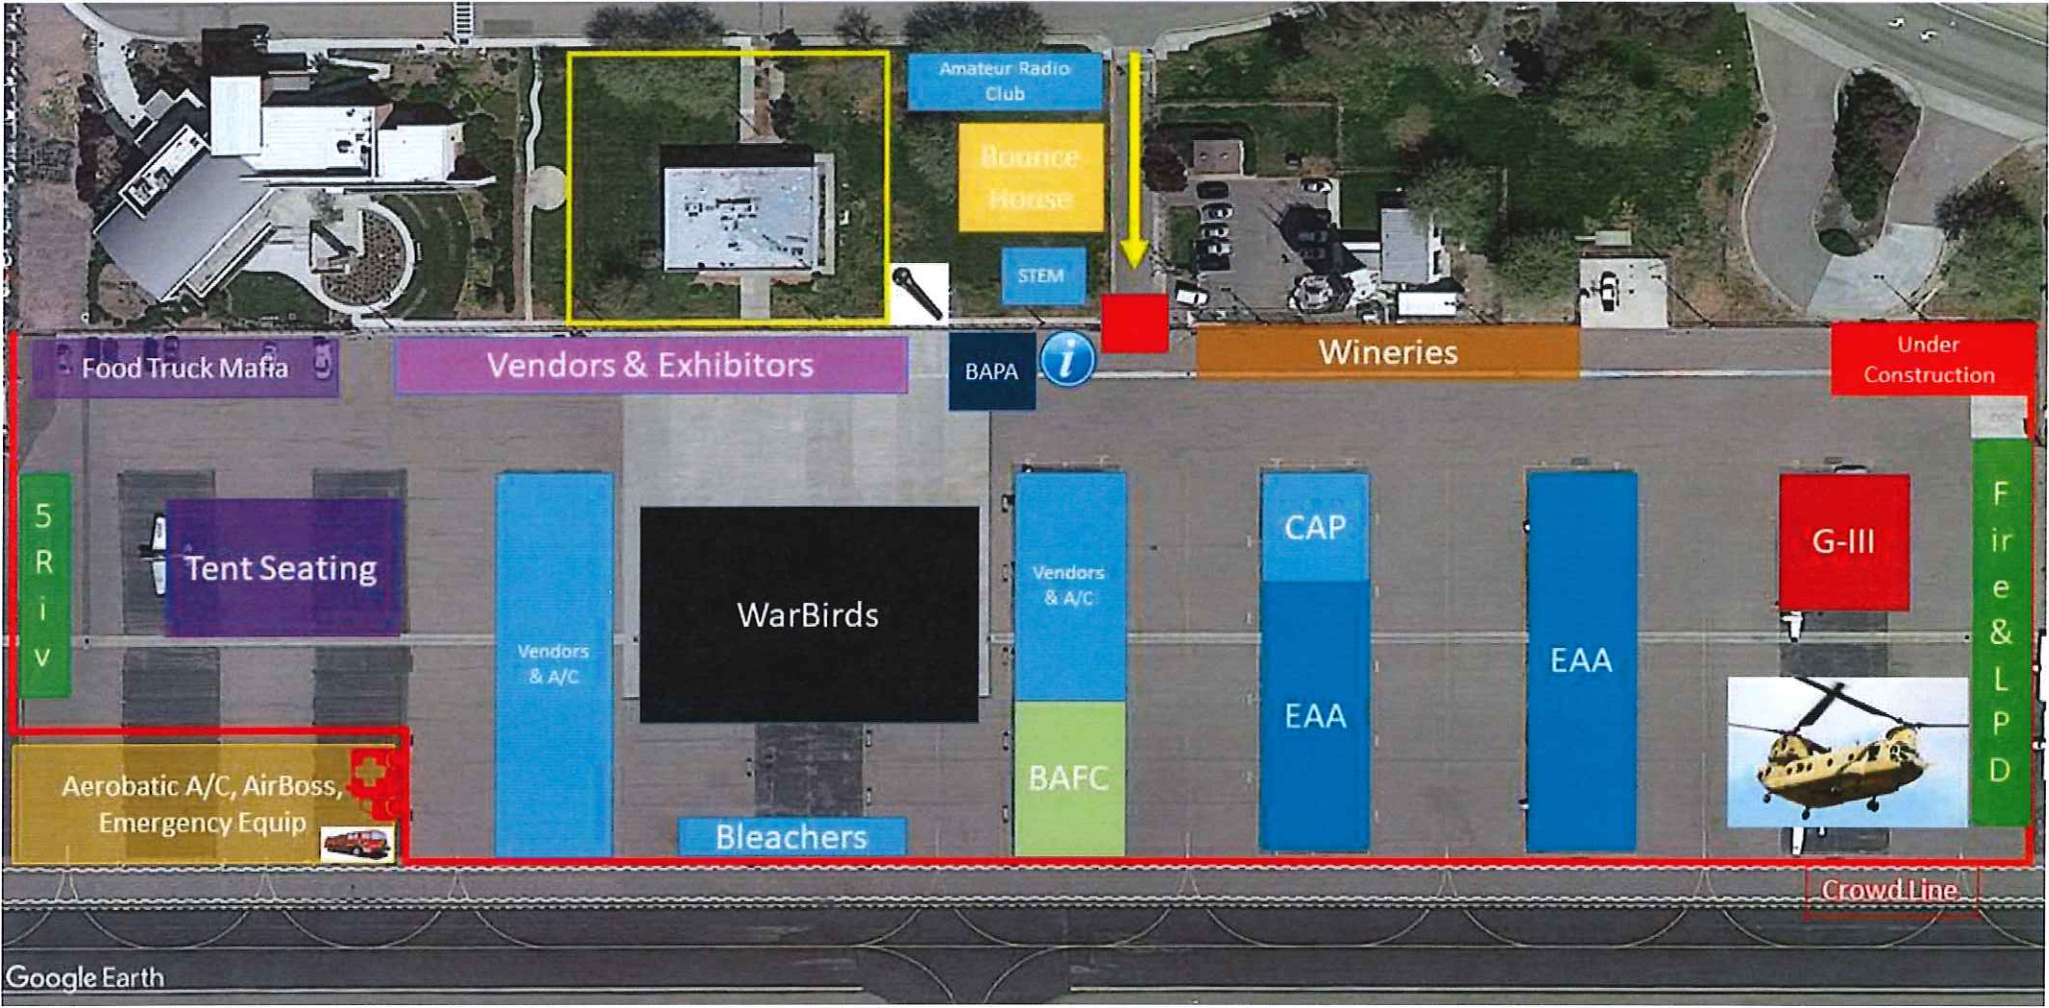 Amateur Radio
Club
Bounce
House
STEM
Food Truck Mafia
Vendors & Exhibitors
BAPA
i
Wineries
Under
Construction
5
R
i
v
Tent Seating
Vendors
& A/C
WarBirds
Vendors
& A/C
BAFC
CAP
EAA
EAA
G-III
F
ir
e
&
L
P
D
Aerobatic A/C, AirBoss,
Emergency Equip
Bleachers
Crowd Line
Google Earth